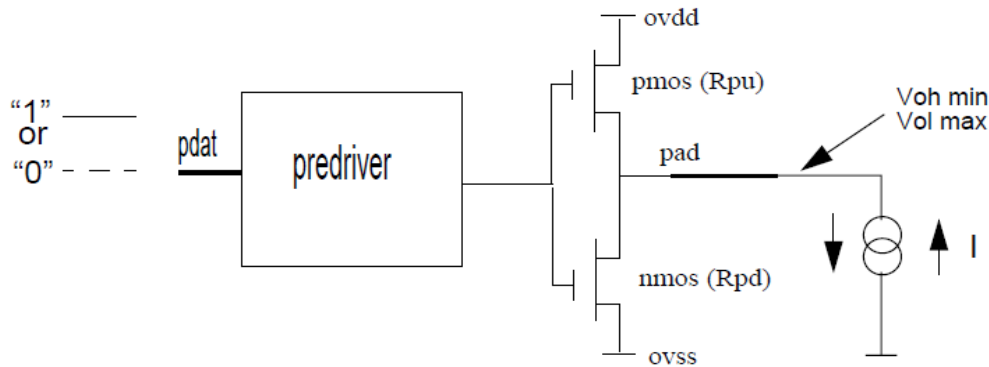 ovdd
pmos (Rpu)
Voh min
Vol max
“1”
or
“0”
pdat
predriver
pad
I
nmos (Rpd)
ovss